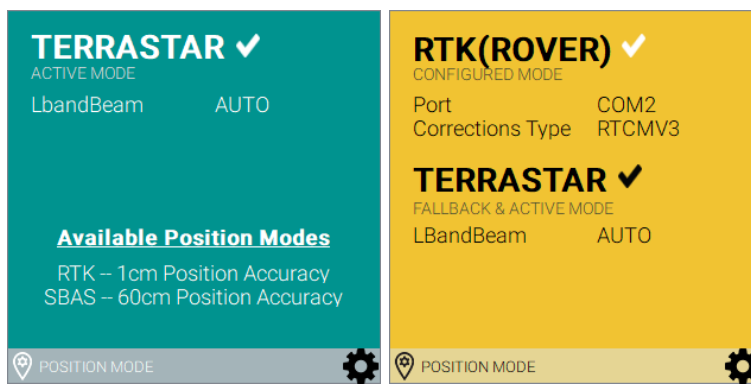 TERRASTAR
ACTIVE MODE
LbandBeam AUTO
Available Position Modes
RTK -- 1cm Position Accuracy
SBAS -- 60cm Position Accuracy
POSITION MODE
RTK(ROVER)
CONFIGURED MODE
Port COM2
Corrections Type RTCMV3
TERRASTAR
FALLBACK & ACTIVE MODE
LBandBeam AUTO
POSITION MODE